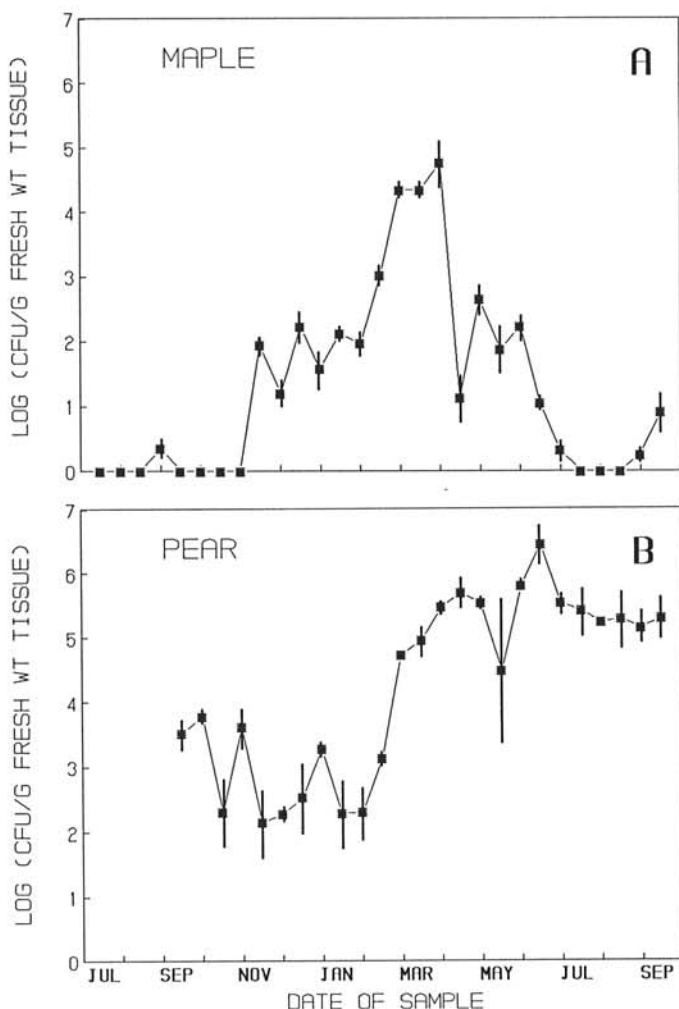 7
MAPLE
A
6
5
4
3
2
1
0
LOG (CFU/G FRESH WT TISSUE)
7
PEAR
B
6
5
4
3
2
1
0
LOG (CFU/G FRESH WT TISSUE)
JUL SEP NOV JAN MAR MAY JUL SEP
DATE OF SAMPLE